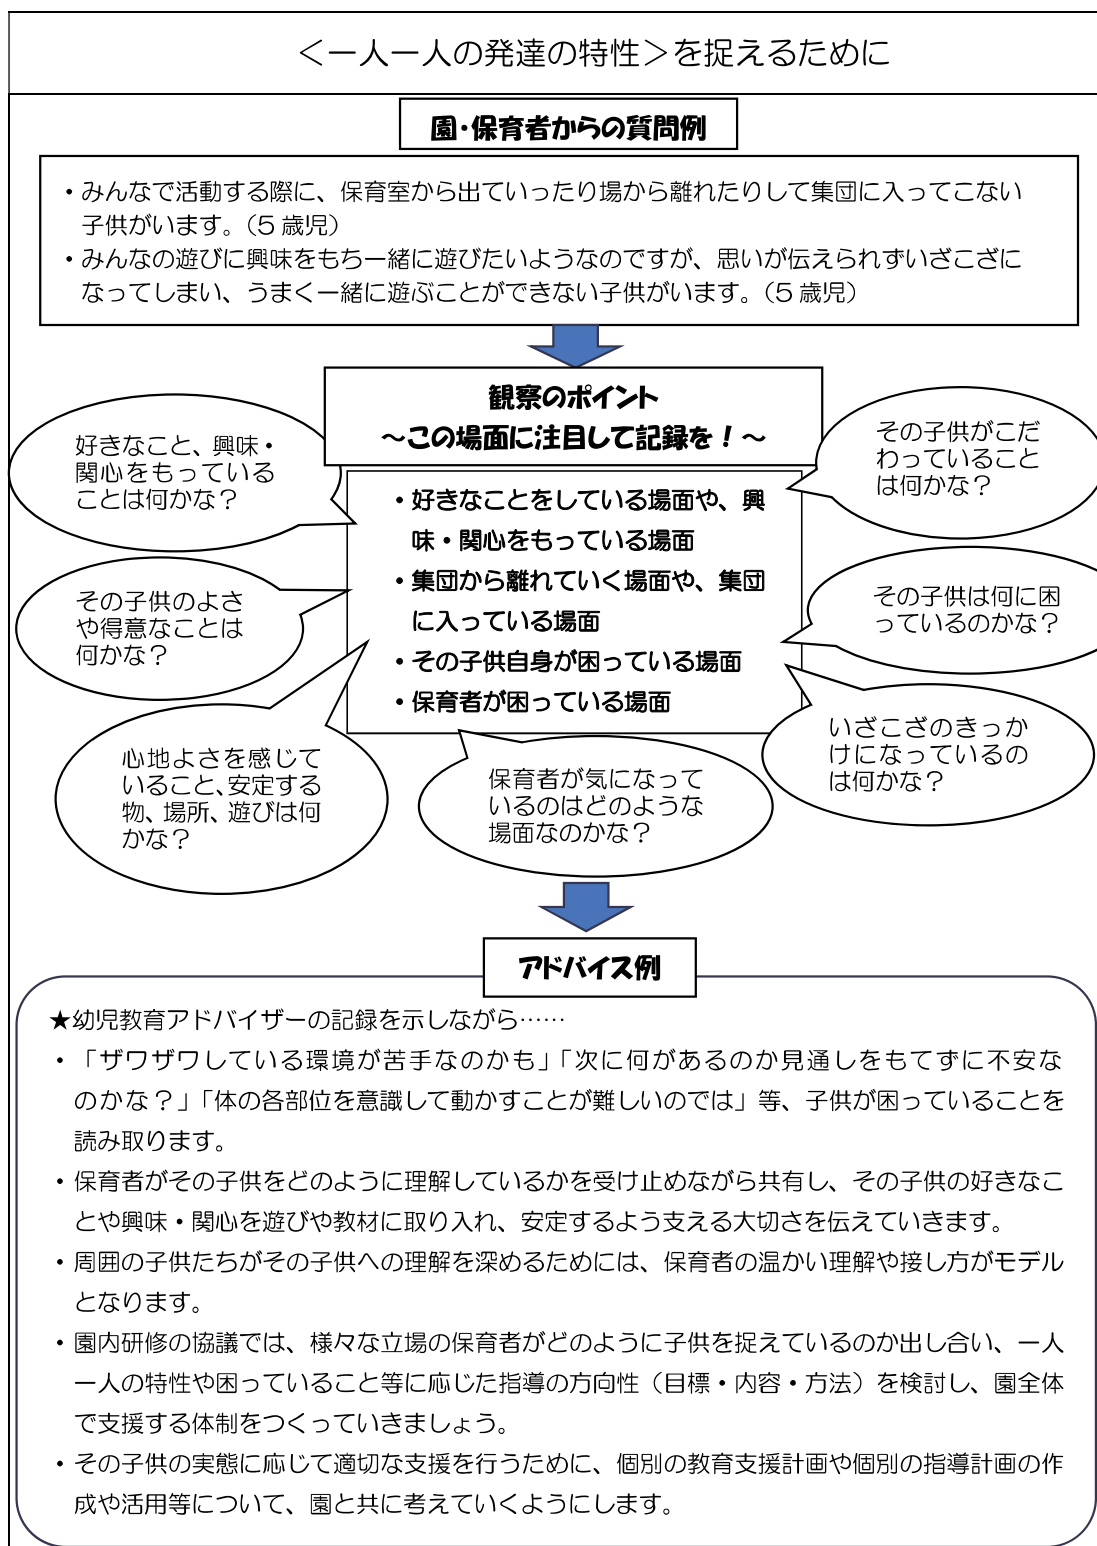 ＜一人一人の発達の特性＞を捉えるために
園・保育者からの質問例
・みんなで活動する際に、保育室から出ていったり場から離れたりして集団に入ってこない
子供がいます。（５歳児）
・みんなの遊びに興味をもち一緒に遊びたいようなのですが、思いが伝えられずいざこざに
なってしまい、うまく一緒に遊ぶことができない子供がいます。（５歳児）
観察のポイント
～この場面に注目して記録を！～
好きなこと、興味・
関心をもっている
ことは何かな？
その子供がこだ
わっていること
は何かな？
・好きなことをしている場面や、興
味・関心をもっている場面
・集団から離れていく場面や、集団
に入っている場面
・その子供自身が困っている場面
・保育者が困っている場面
その子供のよさ
や得意なことは
何かな？
その子供は何に困
っているのかな？
心地よさを感じて
いること、安定する
物、場所、遊びは何
かな？
保育者が気になって
いるのはどのような
場面なのかな？
いざこざのきっか
けになっているの
は何かな？
アドバイス例
★幼児教育アドバイザーの記録を示しながら……
・「ザワザワしている環境が苦手なのかも」「次に何があるのか見通しをもてずに不安な
のかな？」「体の各部位を意識して動かすことが難しいのでは」等、子供が困っていることを
読み取ります。
・保育者がその子供をどのように理解しているかを受け止めながら共有し、その子供の好きなこ
とや興味・関心を遊びや教材に取り入れ、安定するよう支える大切さを伝えていきます。
・周囲の子供たちがその子供への理解を深めるためには、保育者の温かい理解や接し方がモデル
となります。
・園内研修の協議では、様々な立場の保育者がどのように子供を捉えているのか出し合い、一人
一人の特性や困っていること等に応じた指導の方向性（目標・内容・方法）を検討し、園全体
で支援する体制をつくっていきましょう。
・その子供の実態に応じて適切な支援を行うために、個別の教育支援計画や個別の指導計画の作
成や活用等について、園と共に考えていくようにします。